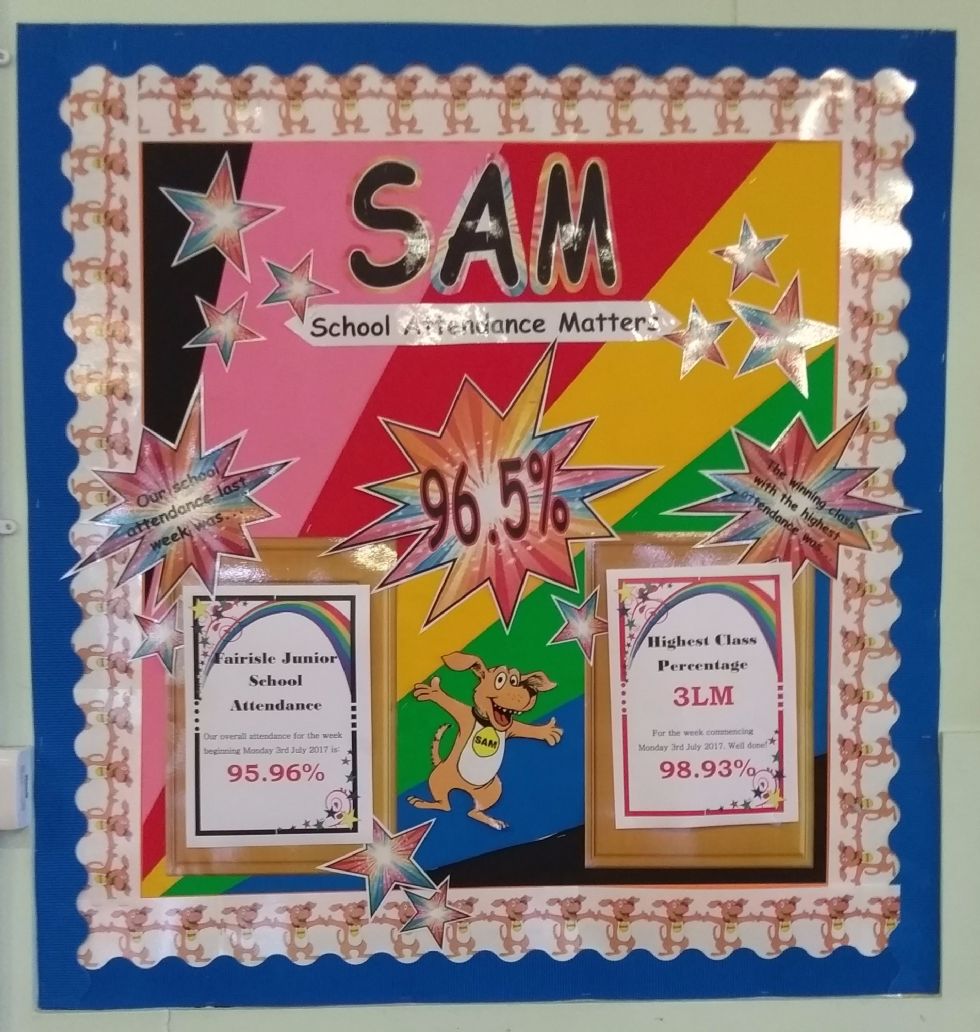 SAM
School Attendance Matters
96.5%
Our school
attendance last
week was...
The winning class
with the highest
attendance was...
Fairisle Junior
School
Attendance
Our overall attendance for the week
beginning Monday 3rd July 2017 is:
95.96%
SAM
Highest Class
Percentage
3LM
For the week commencing
Monday 3rd July 2017. Well done!
98.93%